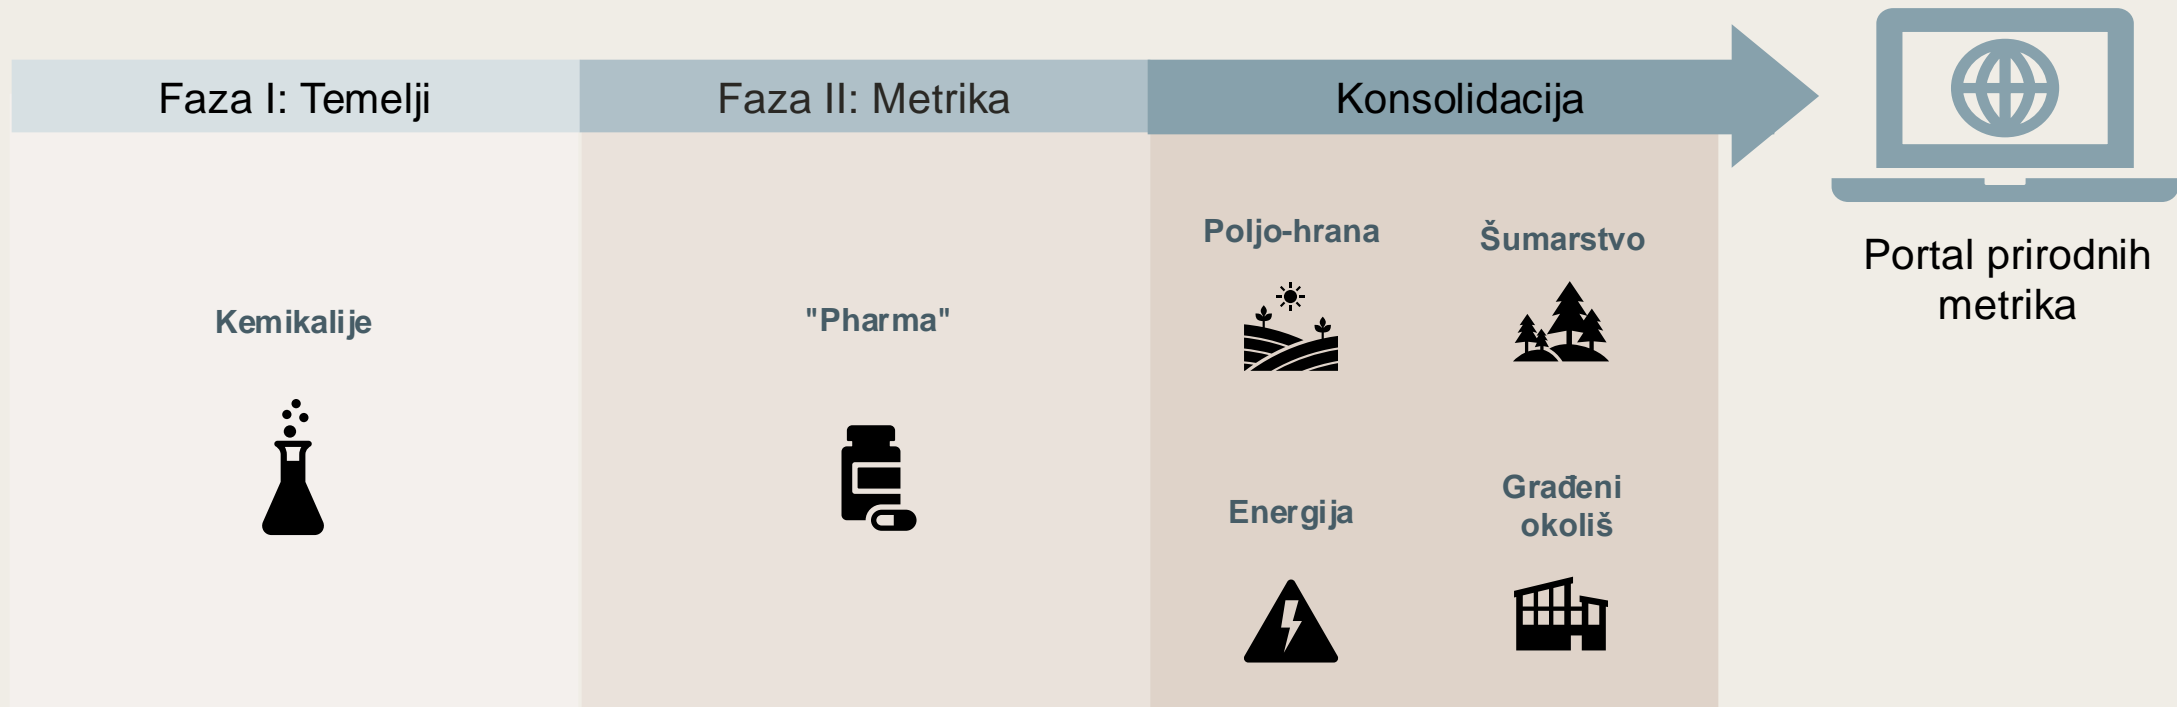 Faza I: Temelji
Faza II: Metrika
Konsolidacija
Kemikalije
"Pharma"
Poljo-hrana
Šumarstvo
Energija
Građeni
okoliš
Portal prirodnih
metrika